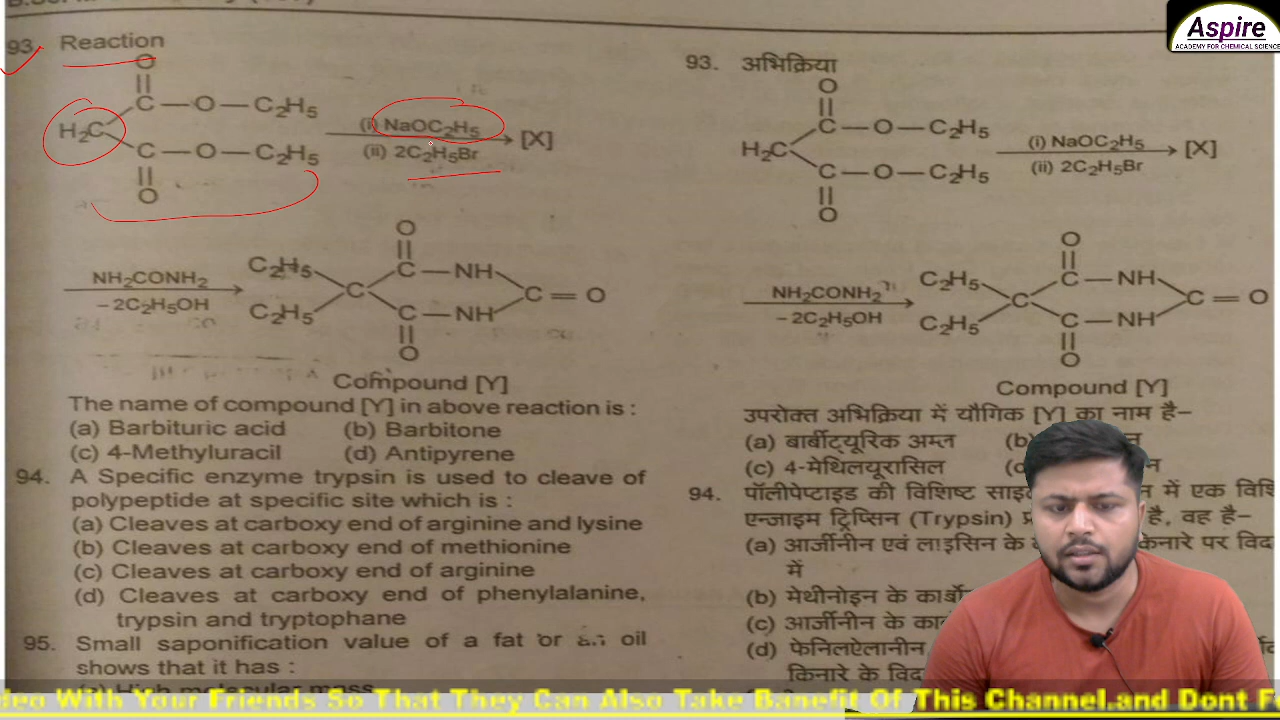 Aspire
ACADEMY FOR CHEMICAL SCIENCE
93. Reaction
O
C — O — C₂H₅
H₂C
C — O — C₂H₅
O
(i) NaOC₂H₅
(ii) 2C₂H₅Br
[X]
NH₂CONH₂
–2C₂H₅OH
O
C₂H₅ C — NH
C C = O
C₂H₅ C — NH
O
Compound [Y]
The name of compound [Y] in above reaction is :
(a) Barbituric acid (b) Barbitone
(c) 4-Methyluracil (d) Antipyrene
94. A Specific enzyme trypsin is used to cleave of
polypeptide at specific site which is :
(a) Cleaves at carboxy end of arginine and lysine
(b) Cleaves at carboxy end of methionine
(c) Cleaves at carboxy end of arginine
(d) Cleaves at carboxy end of phenylalanine,
trypsin and tryptophane
95. Small saponification value of a fat or an oil
shows that it has :
93. अभिक्रिया
O
C — O — C₂H₅
H₂C
C — O — C₂H₅
O
(i) NaOC₂H₅
(ii) 2C₂H₅Br
[X]
NH₂CONH₂
–2C₂H₅OH
O
C₂H₅ C — NH
C C = O
C₂H₅ C — NH
O
Compound [Y]
उपरोक्त अभिक्रिया में यौगिक [Y] का नाम है–
(a) बार्बीट्यूरिक अम्ल (b)
(c) 4-मेथिलयूरासिल
94. पॉलीपेप्टाइड की विशिष्ट में एक
एन्जाइम ट्रिप्सिन (Trypsin) है, वह है–
(a) आर्जीनीन एवं लाइसिन के किनारे पर
में
(b) मेथीनोइन के
(c) आर्जीनीन के
(d) फेनिलऐलानीन
किनारे के
With Your Friends So That They Can Also Take Banefit Of This Channel.and Dont